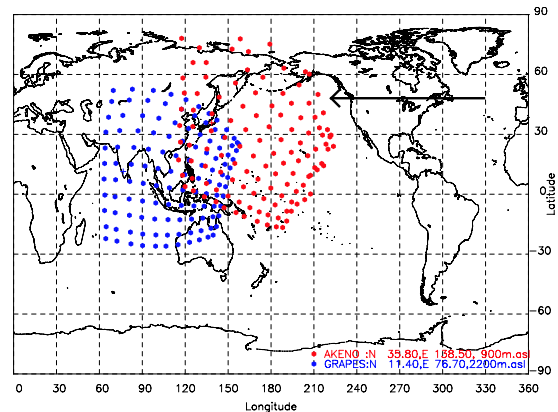 90
60
30
0
Latitude
−30
−60
−90
AKENO :N 35.80,E 138.50, 900m.asl
GRAPES:N 11.40,E 76.70,2200m.asl
0 30 60 90 120 150 180 210 240 270 300 330 360
Longitude